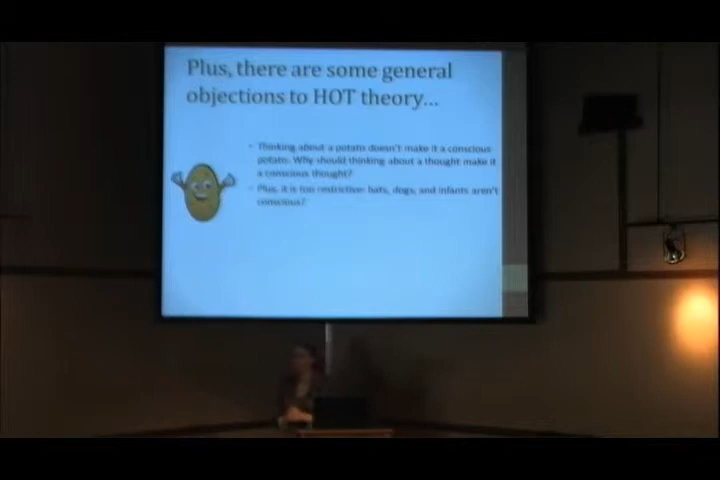 Plus, there are some general
objections to HOT theory...
Thinking about a potato doesn't make it a conscious
potato. Why should thinking about a thought make it
a conscious thought?
Plus, it is too restrictive: bats, dogs, and infants aren't
conscious?